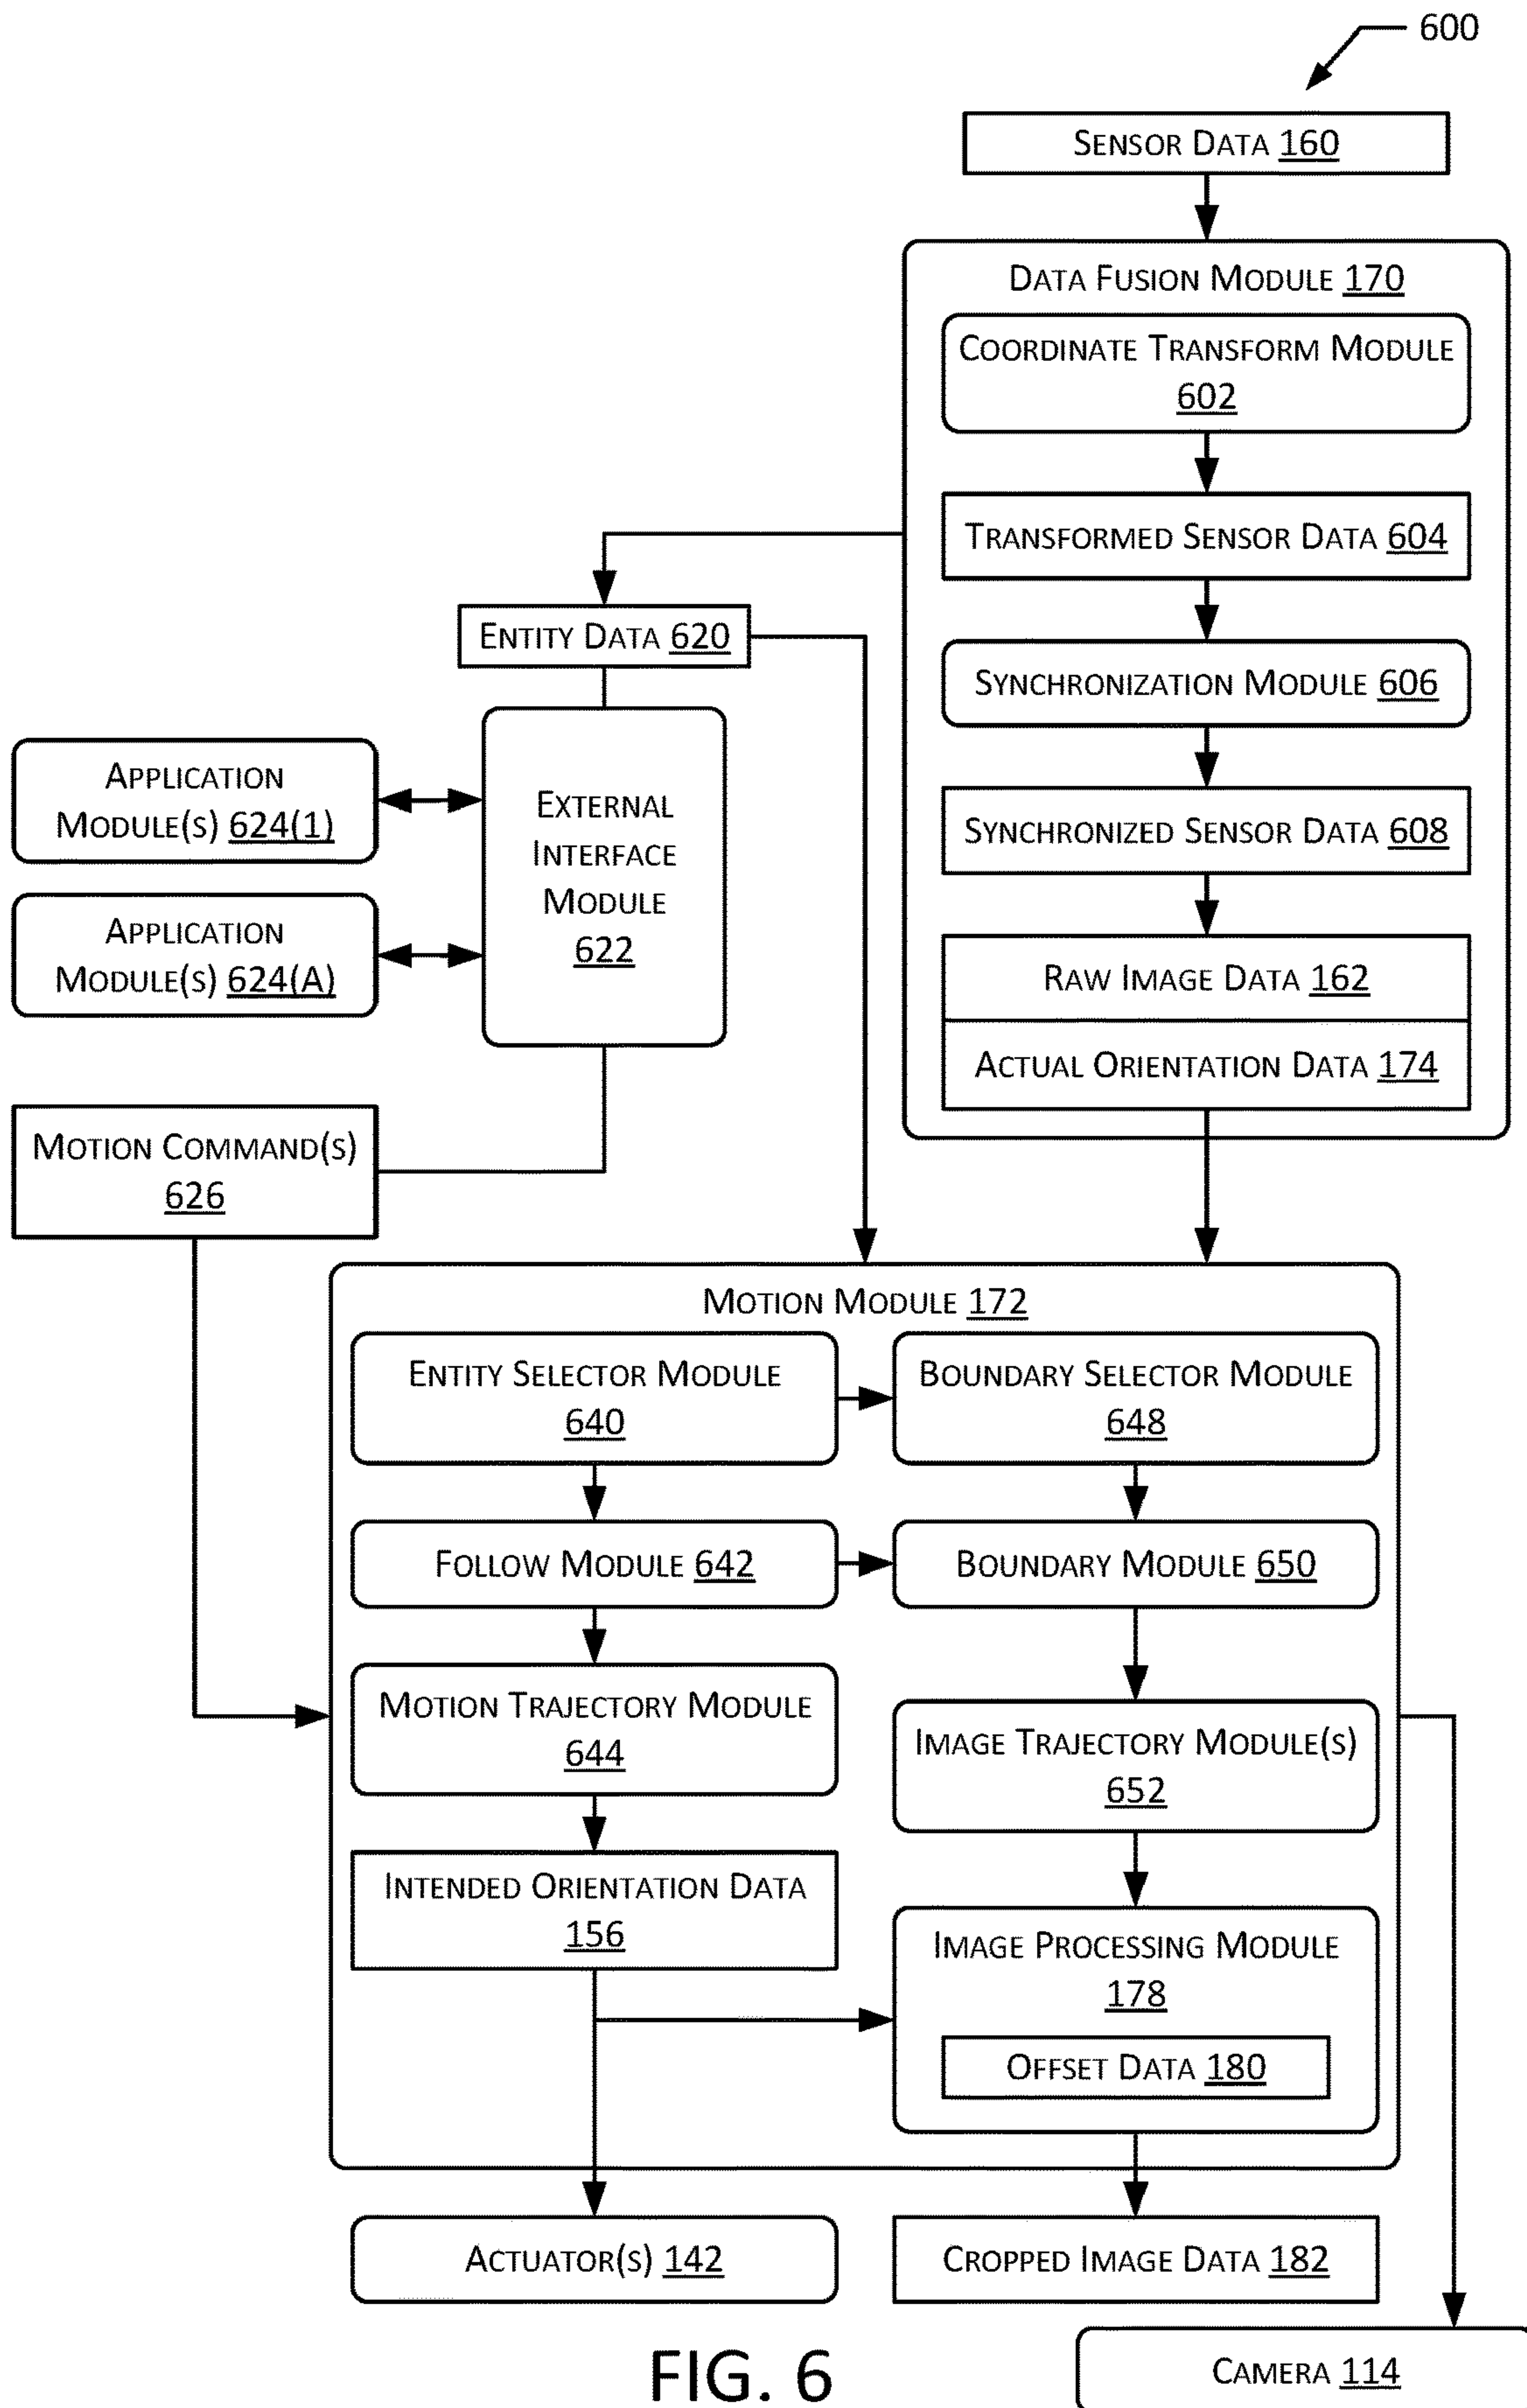 600
SENSOR DATA 160
DATA FUSION MODULE 170
COORDINATE TRANSFORM MODULE
602
TRANSFORMED SENSOR DATA 604
ENTITY DATA 620
SYNCHRONIZATION MODULE 606
APPLICATION
MODULE(S) 624(1)
EXTERNAL
INTERFACE
MODULE
622
SYNCHRONIZED SENSOR DATA 608
APPLICATION
MODULE(S) 624(A)
RAW IMAGE DATA 162
ACTUAL ORIENTATION DATA 174
MOTION COMMAND(S)
626
MOTION MODULE 172
ENTITY SELECTOR MODULE
640
BOUNDARY SELECTOR MODULE
648
FOLLOW MODULE 642
BOUNDARY MODULE 650
MOTION TRAJECTORY MODULE
644
IMAGE TRAJECTORY MODULE(S)
652
INTENDED ORIENTATION DATA
156
IMAGE PROCESSING MODULE
178
OFFSET DATA 180
ACTUATOR(S) 142
CROPPED IMAGE DATA 182
CAMERA 114
FIG. 6